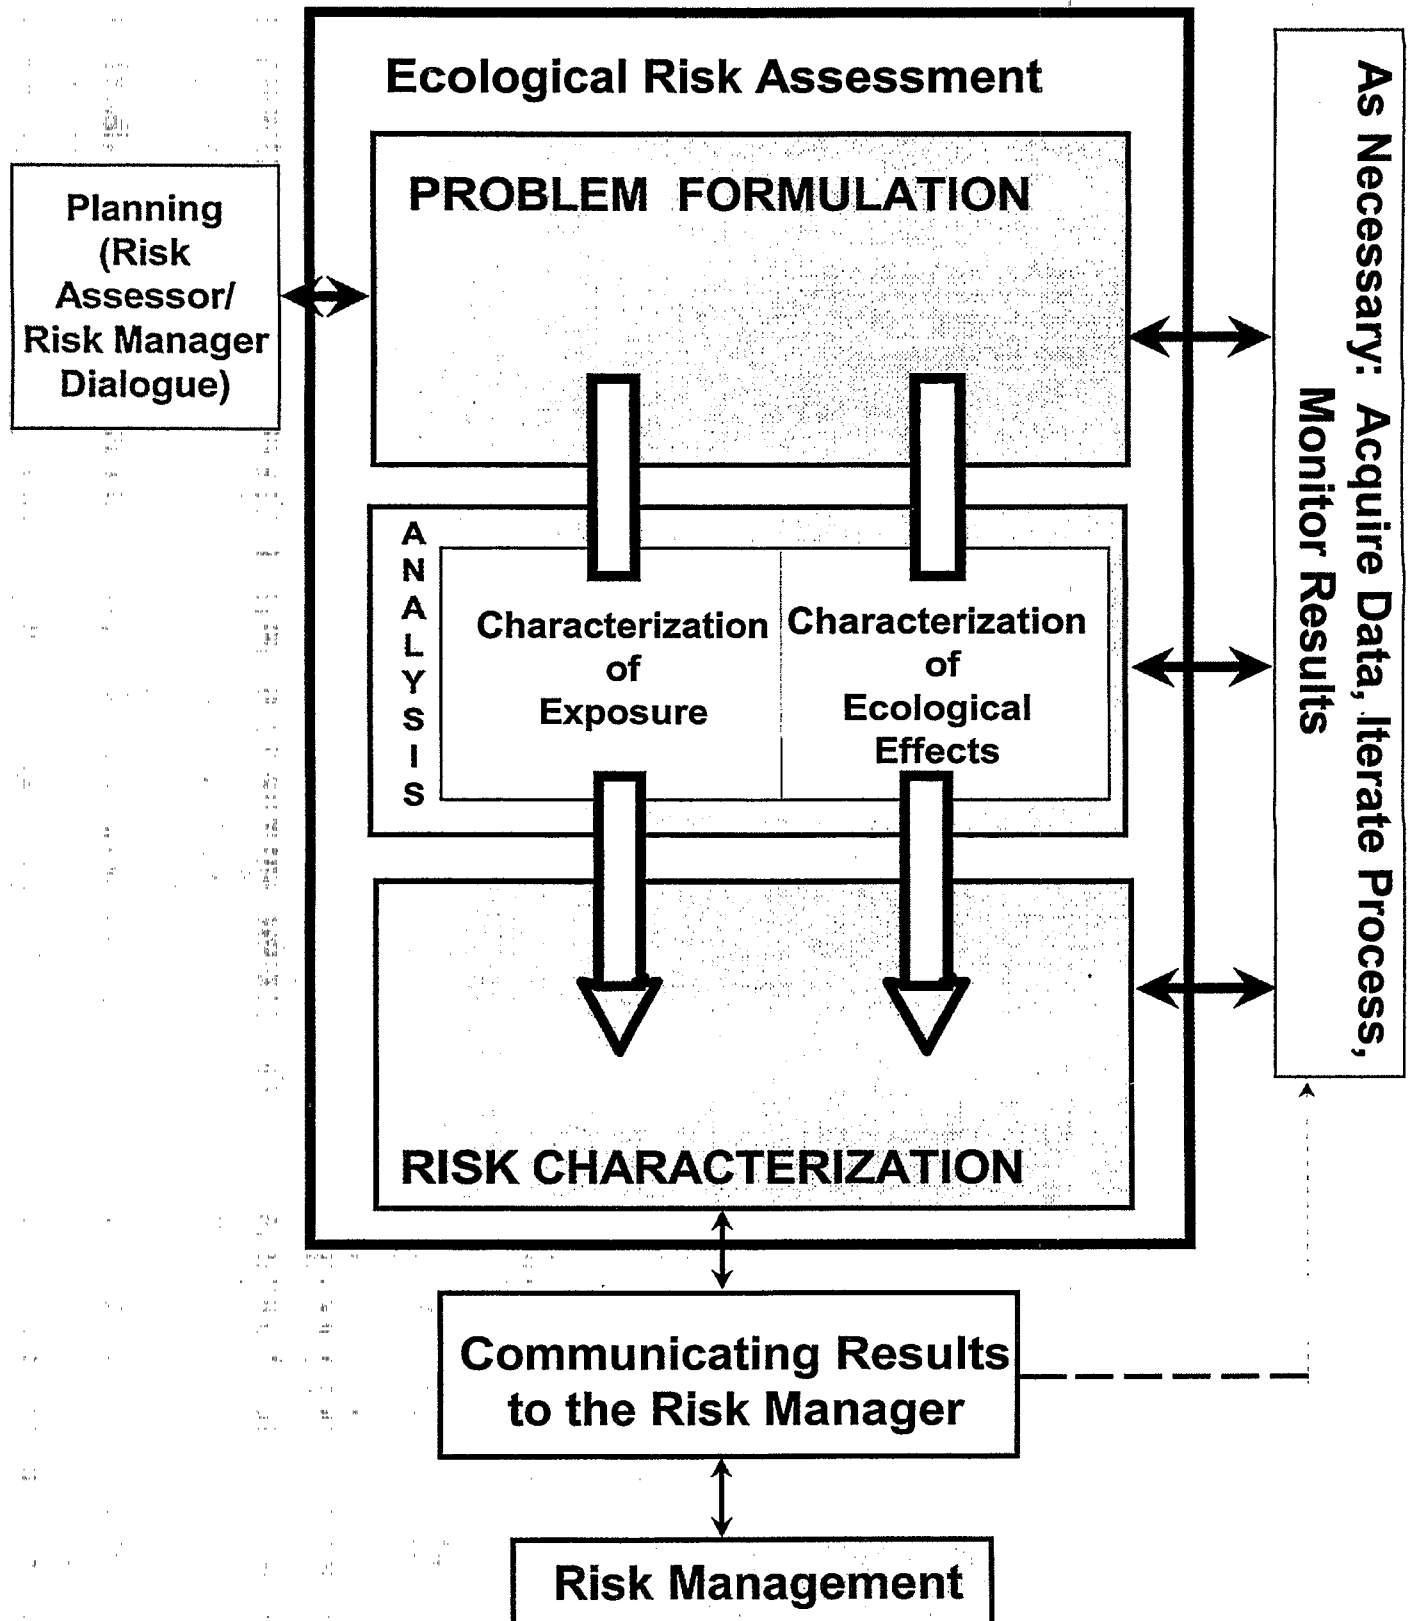 Ecological Risk Assessment
PROBLEM FORMULATION
Planning
(Risk
Assessor/
Risk Manager
Dialogue)
As Necessary: Acquire Data, Iterate Process,
Monitor Results
ANALYSIS
Characterization
of
Exposure
Characterization
of
Ecological
Effects
RISK CHARACTERIZATION
Communicating Results
to the Risk Manager
Risk Management